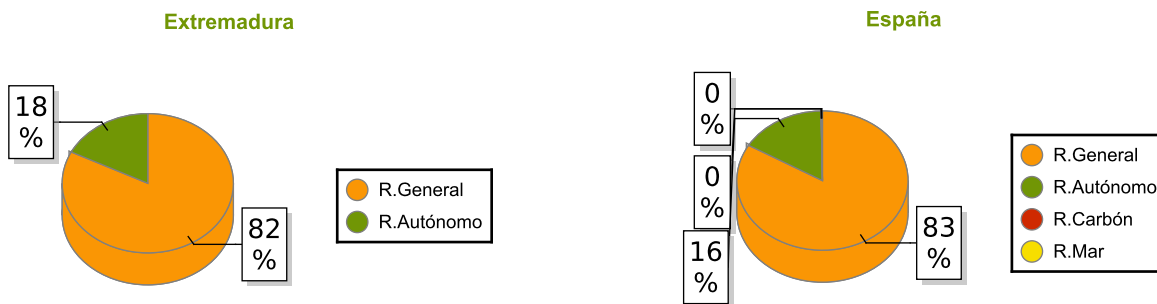 Extremadura
18
%
82
%
R.General
R.Autónomo
España
0
%
0
%
16
%
83
%
R.General
R.Autónomo
R.Carbón
R.Mar